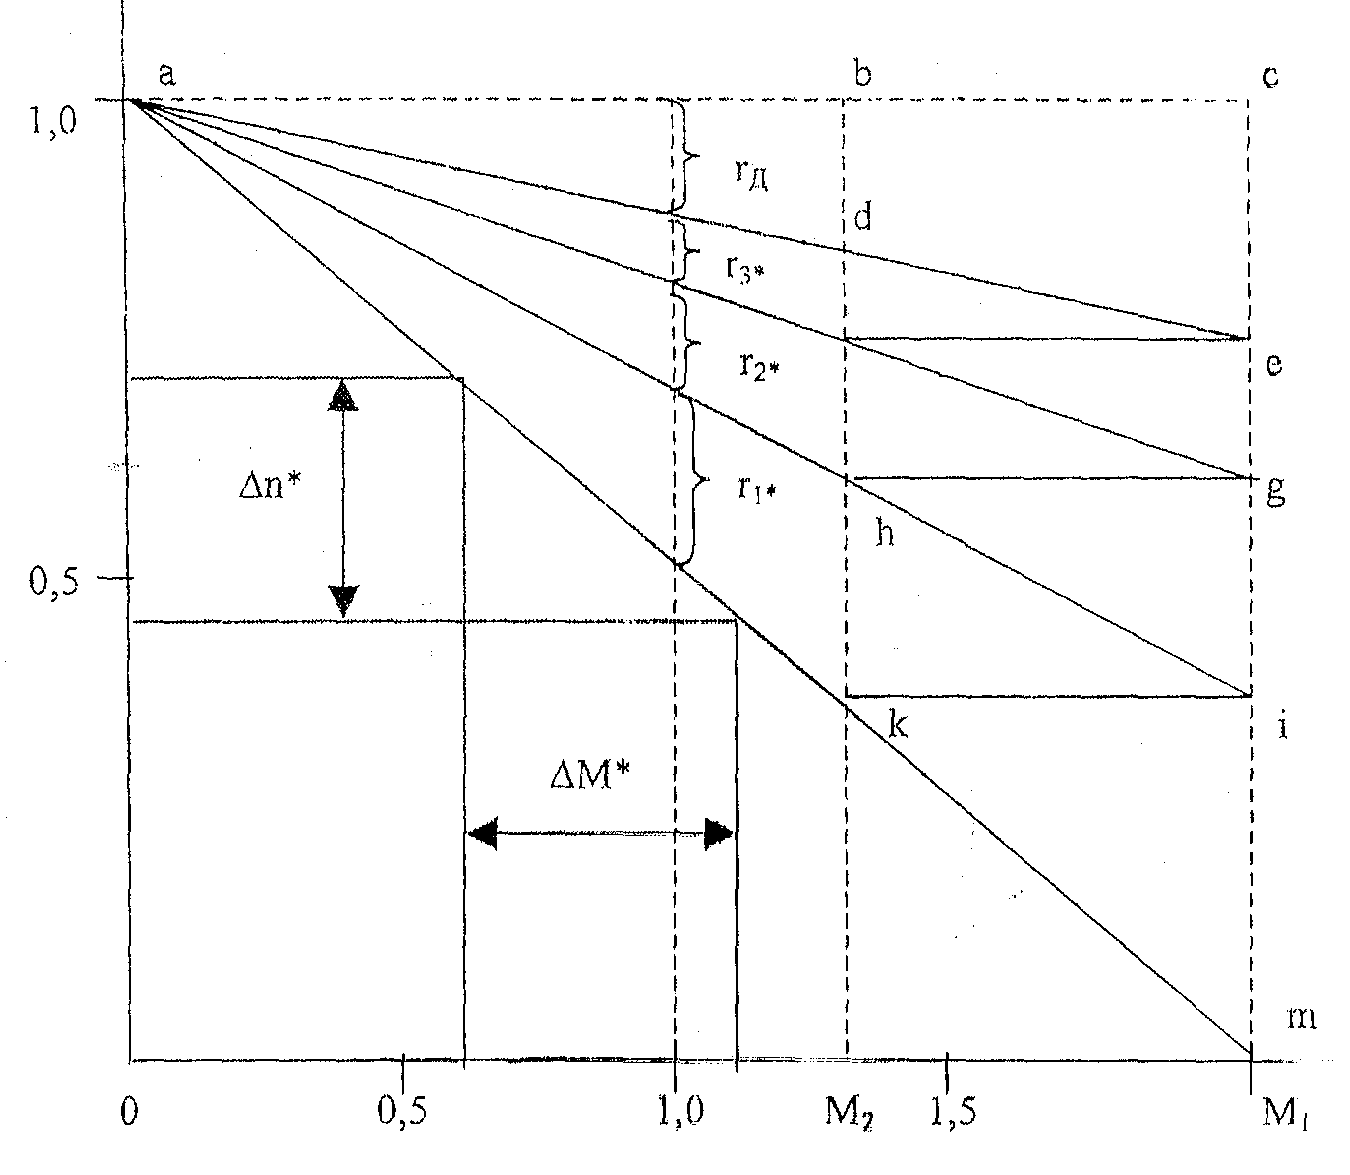 a b c
1,0
rД
d
r3*
r2*
e
Δn*
r1*
g
h
0,5
k
i
ΔM*
m
0 0,5 1,0 M2 1,5 M1